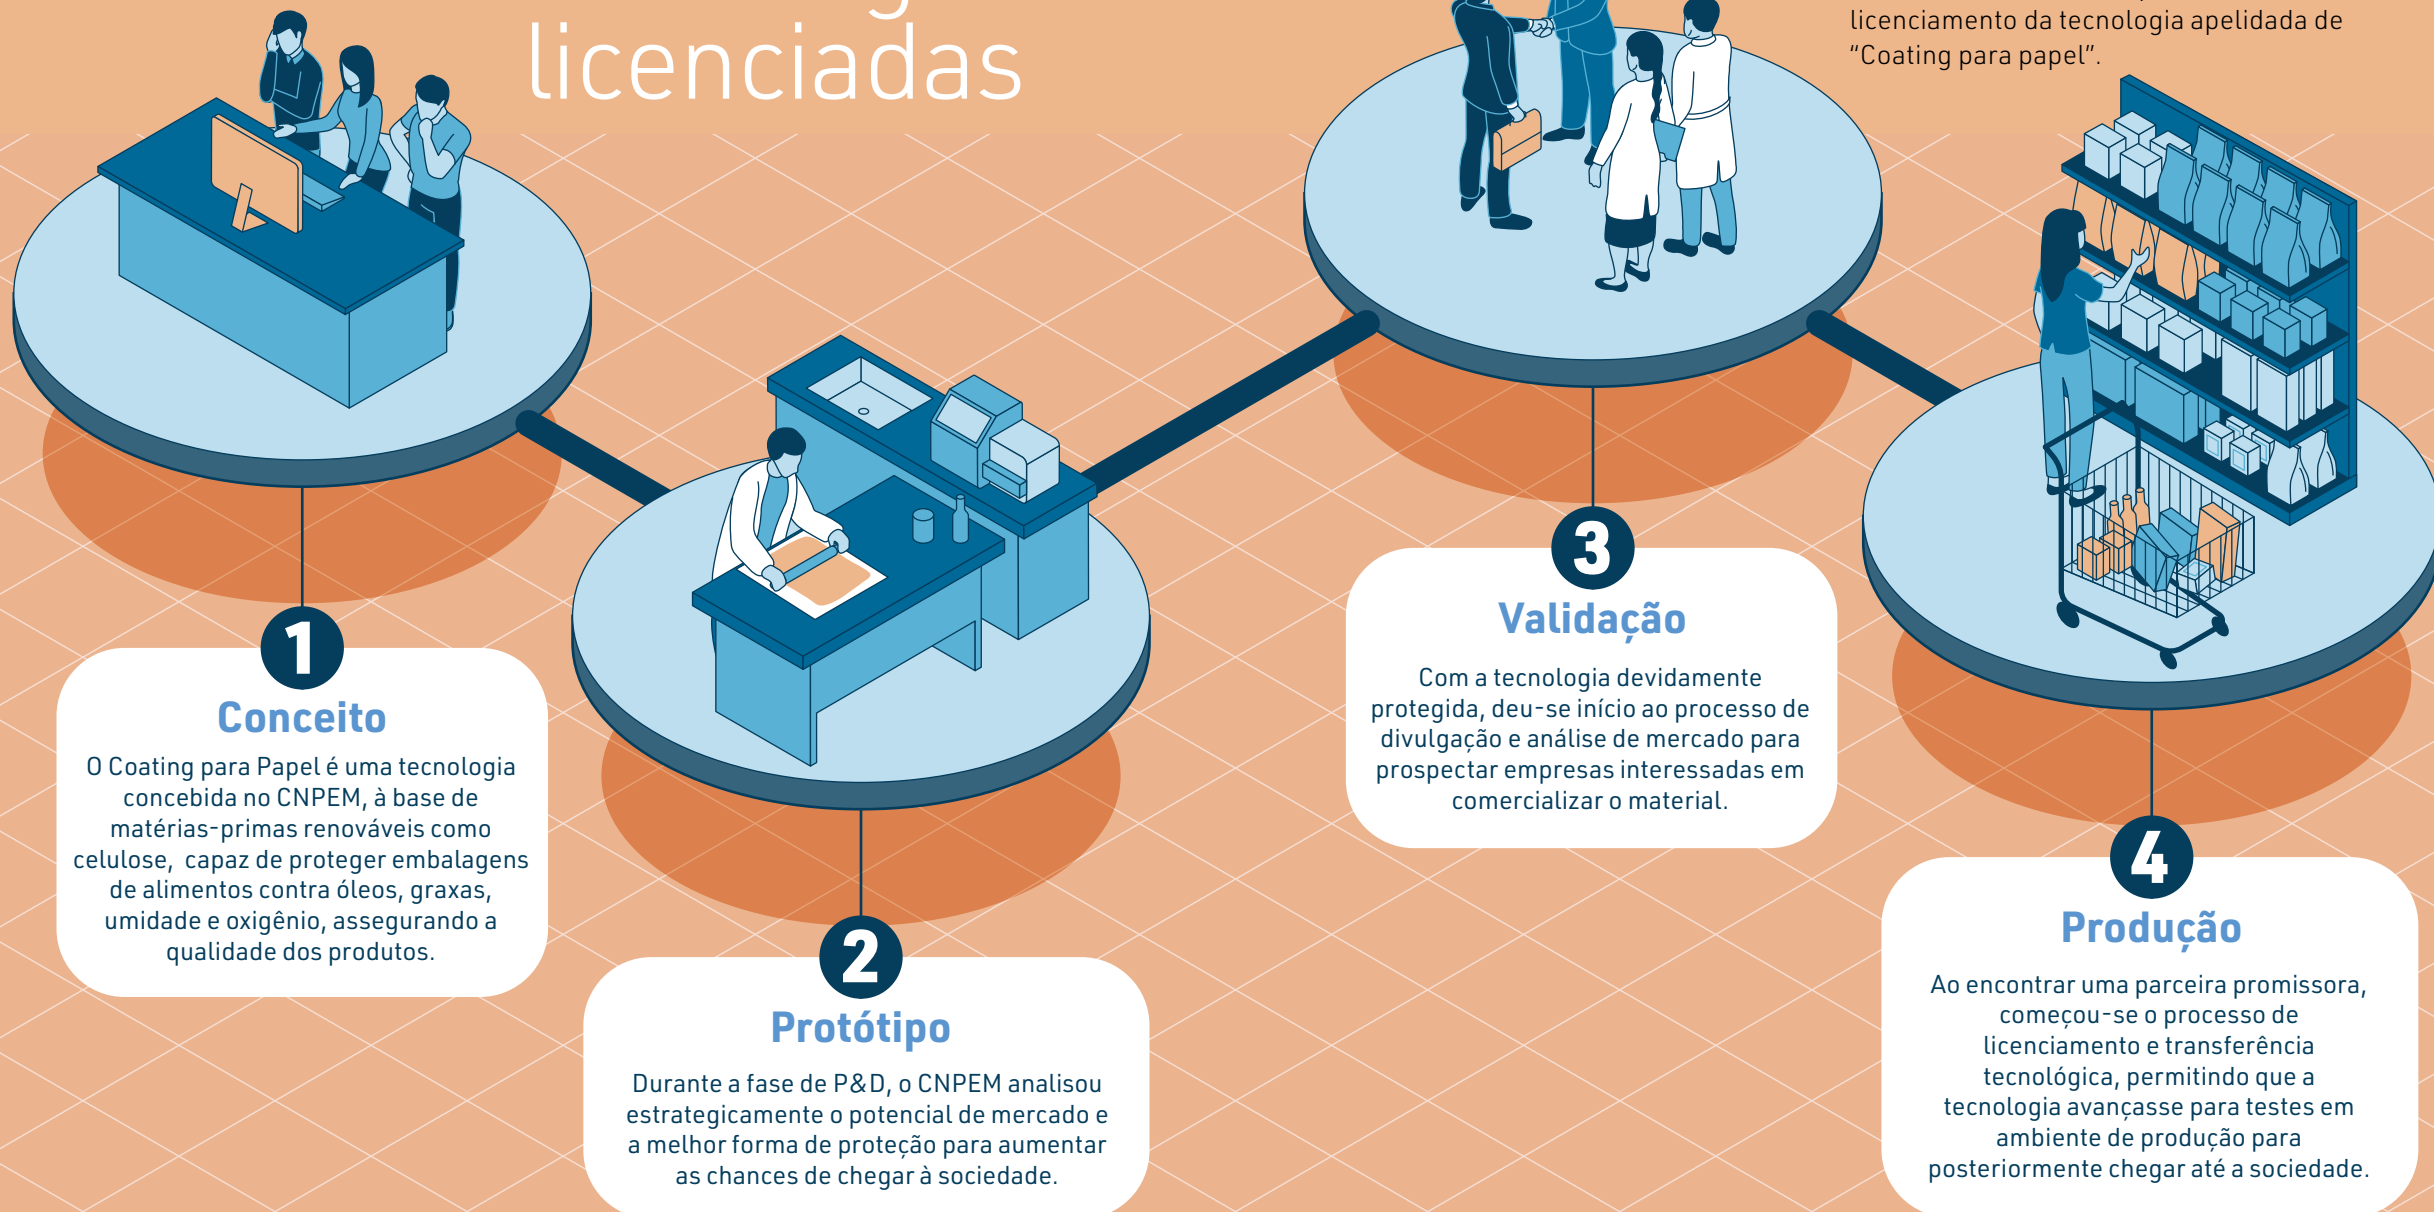 licenciadas
licenciamento da tecnologia apelidada de
“Coating para papel”.
1
Conceito
O Coating para Papel é uma tecnologia
concebida no CNPEM, à base de
matérias-primas renováveis como
celulose, capaz de proteger embalagens
de alimentos contra óleos, graxas,
umidade e oxigênio, assegurando a
qualidade dos produtos.
2
Protótipo
Durante a fase de P&D, o CNPEM analisou
estrategicamente o potencial de mercado e
a melhor forma de proteção para aumentar
as chances de chegar à sociedade.
3
Validação
Com a tecnologia devidamente
protegida, deu-se início ao processo de
divulgação e análise de mercado para
prospectar empresas interessadas em
comercializar o material.
4
Produção
Ao encontrar uma parceira promissora,
começou-se o processo de
licenciamento e transferência
tecnológica, permitindo que a
tecnologia avançasse para testes em
ambiente de produção para
posteriormente chegar até a sociedade.